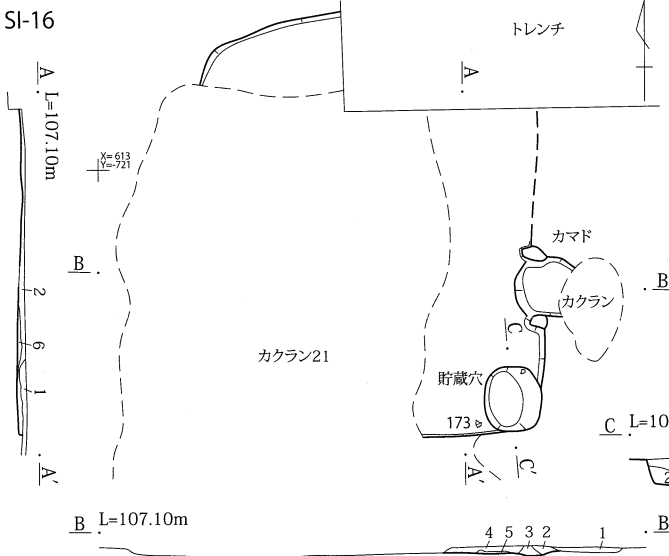 SI-16
トレンチ
A
A
L=107.10m
X=613
Y=-721
カマド
B
B
カクラン
2
C
カクラン21
6
貯蔵穴
1
173
C L=10
A'
A'
C'
2
B L=107.10m
B
4 5 3 2 1